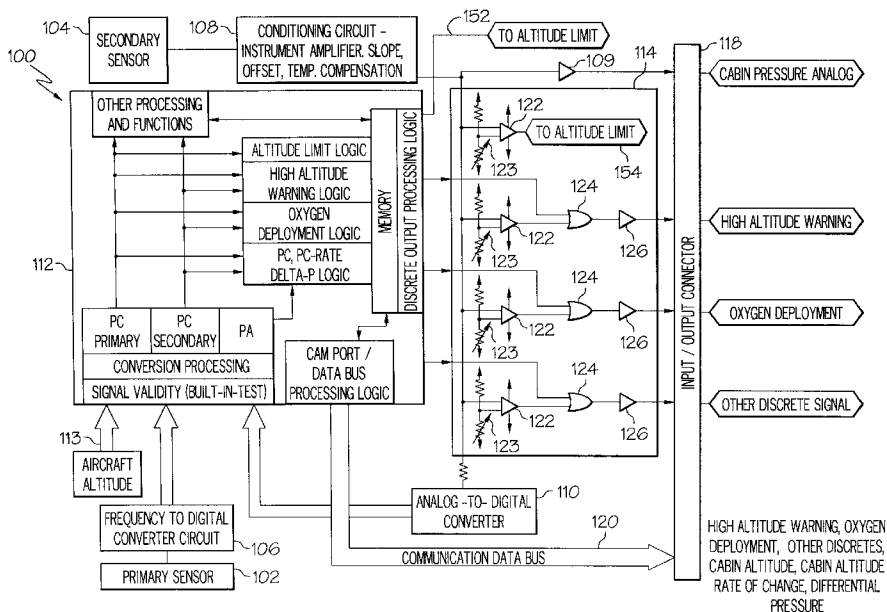 104
SECONDARY
SENSOR
108
CONDITIONING CIRCUIT -
INSTRUMENT AMPLIFIER. SLOPE,
OFFSET, TEMP. COMPENSATION
152
TO ALTITUDE LIMIT
100
109
114
118
CABIN PRESSURE ANALOG
OTHER PROCESSING
AND FUNCTIONS
ALTITUDE LIMIT LOGIC
HIGH ALTITUDE
WARNING LOGIC
OXYGEN
DEPLOYMENT LOGIC
PC, PC-RATE
DELTA-P LOGIC
MEMORY
DISCRETE OUTPUT PROCESSING LOGIC
122
TO ALTITUDE LIMIT
123
154
124
122
123
126
HIGH ALTITUDE WARNING
124
122
123
126
OXYGEN DEPLOYMENT
124
122
123
126
OTHER DISCRETE SIGNAL
INPUT / OUTPUT CONNECTOR
112
PC
PRIMARY
PC
SECONDARY
PA
CONVERSION PROCESSING
SIGNAL VALIDITY (BUILT-IN-TEST)
CAM PORT /
DATA BUS
PROCESSING LOGIC
113
AIRCRAFT
ALTITUDE
ANALOG -TO- DIGITAL
CONVERTER
110
FREQUENCY TO DIGITAL
CONVERTER CIRCUIT
106
PRIMARY SENSOR
102
120
COMMUNICATION DATA BUS
HIGH ALTITUDE WARNING, OXYGEN
DEPLOYMENT, OTHER DISCRETES,
CABIN ALTITUDE, CABIN ALTITUDE
RATE OF CHANGE, DIFFERENTIAL
PRESSURE